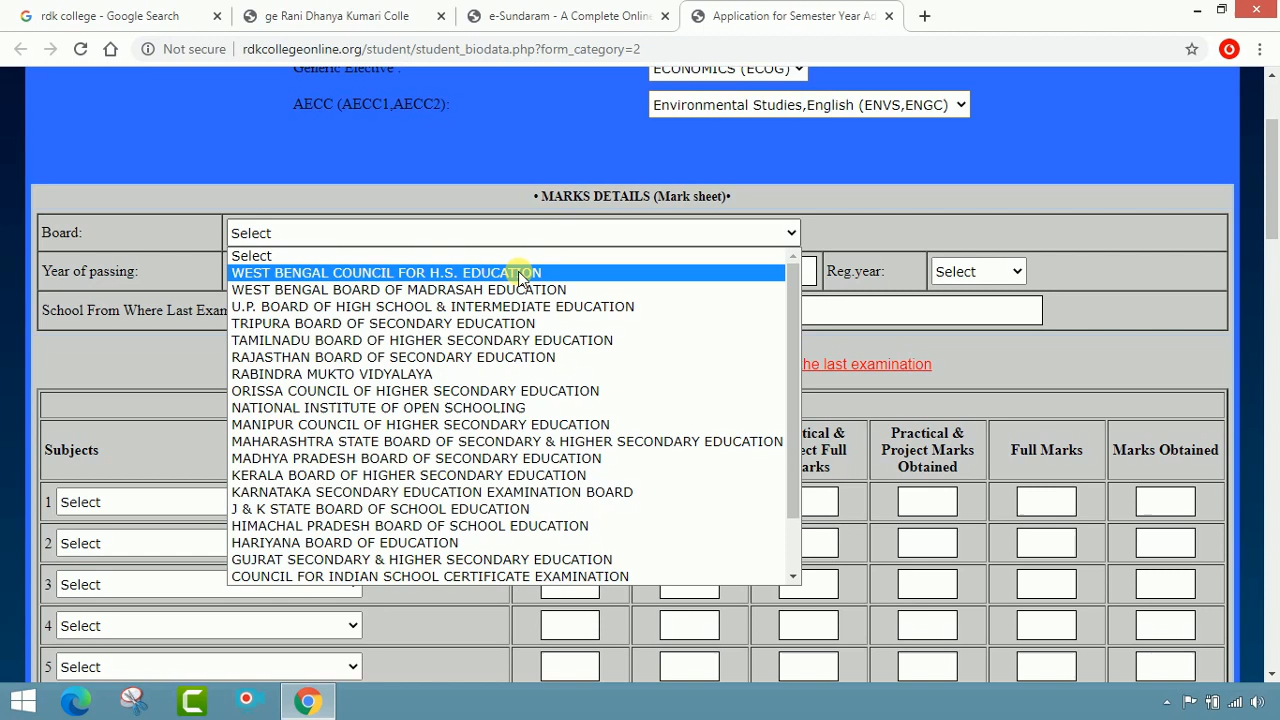 rdk college - Google Search
ge Rani Dhanya Kumari Colle
e-Sundaram - A Complete Online
Application for Semester Year Ad
Not secure
rdkcollegeonline.org/student/student_biodata.php?form_category=2
Generic Elective :
ECONOMICS (ECOG)
AECC (AECC1,AECC2):
Environmental Studies,English (ENVS,ENGC)
• MARKS DETAILS (Mark sheet)•
Board:
Select
Select
WEST BENGAL COUNCIL FOR H.S. EDUCATION
WEST BENGAL BOARD OF MADRASAH EDUCATION
U.P. BOARD OF HIGH SCHOOL & INTERMEDIATE EDUCATION
TRIPURA BOARD OF SECONDARY EDUCATION
TAMILNADU BOARD OF HIGHER SECONDARY EDUCATION
RAJASTHAN BOARD OF SECONDARY EDUCATION
RABINDRA MUKTO VIDYALAYA
ORISSA COUNCIL OF HIGHER SECONDARY EDUCATION
NATIONAL INSTITUTE OF OPEN SCHOOLING
MANIPUR COUNCIL OF HIGHER SECONDARY EDUCATION
MAHARASHTRA STATE BOARD OF SECONDARY & HIGHER SECONDARY EDUCATION
MADHYA PRADESH BOARD OF SECONDARY EDUCATION
KERALA BOARD OF HIGHER SECONDARY EDUCATION
KARNATAKA SECONDARY EDUCATION EXAMINATION BOARD
J & K STATE BOARD OF SCHOOL EDUCATION
HIMACHAL PRADESH BOARD OF SCHOOL EDUCATION
HARIYANA BOARD OF EDUCATION
GUJRAT SECONDARY & HIGHER SECONDARY EDUCATION
COUNCIL FOR INDIAN SCHOOL CERTIFICATE EXAMINATION
Year of passing:
Reg.year:
Select
School From Where Last Exam
the last examination
Subjects
Practical &
Project Marks
Obtained
Full Marks
Marks Obtained
1 Select
2 Select
3 Select
4 Select
5 Select